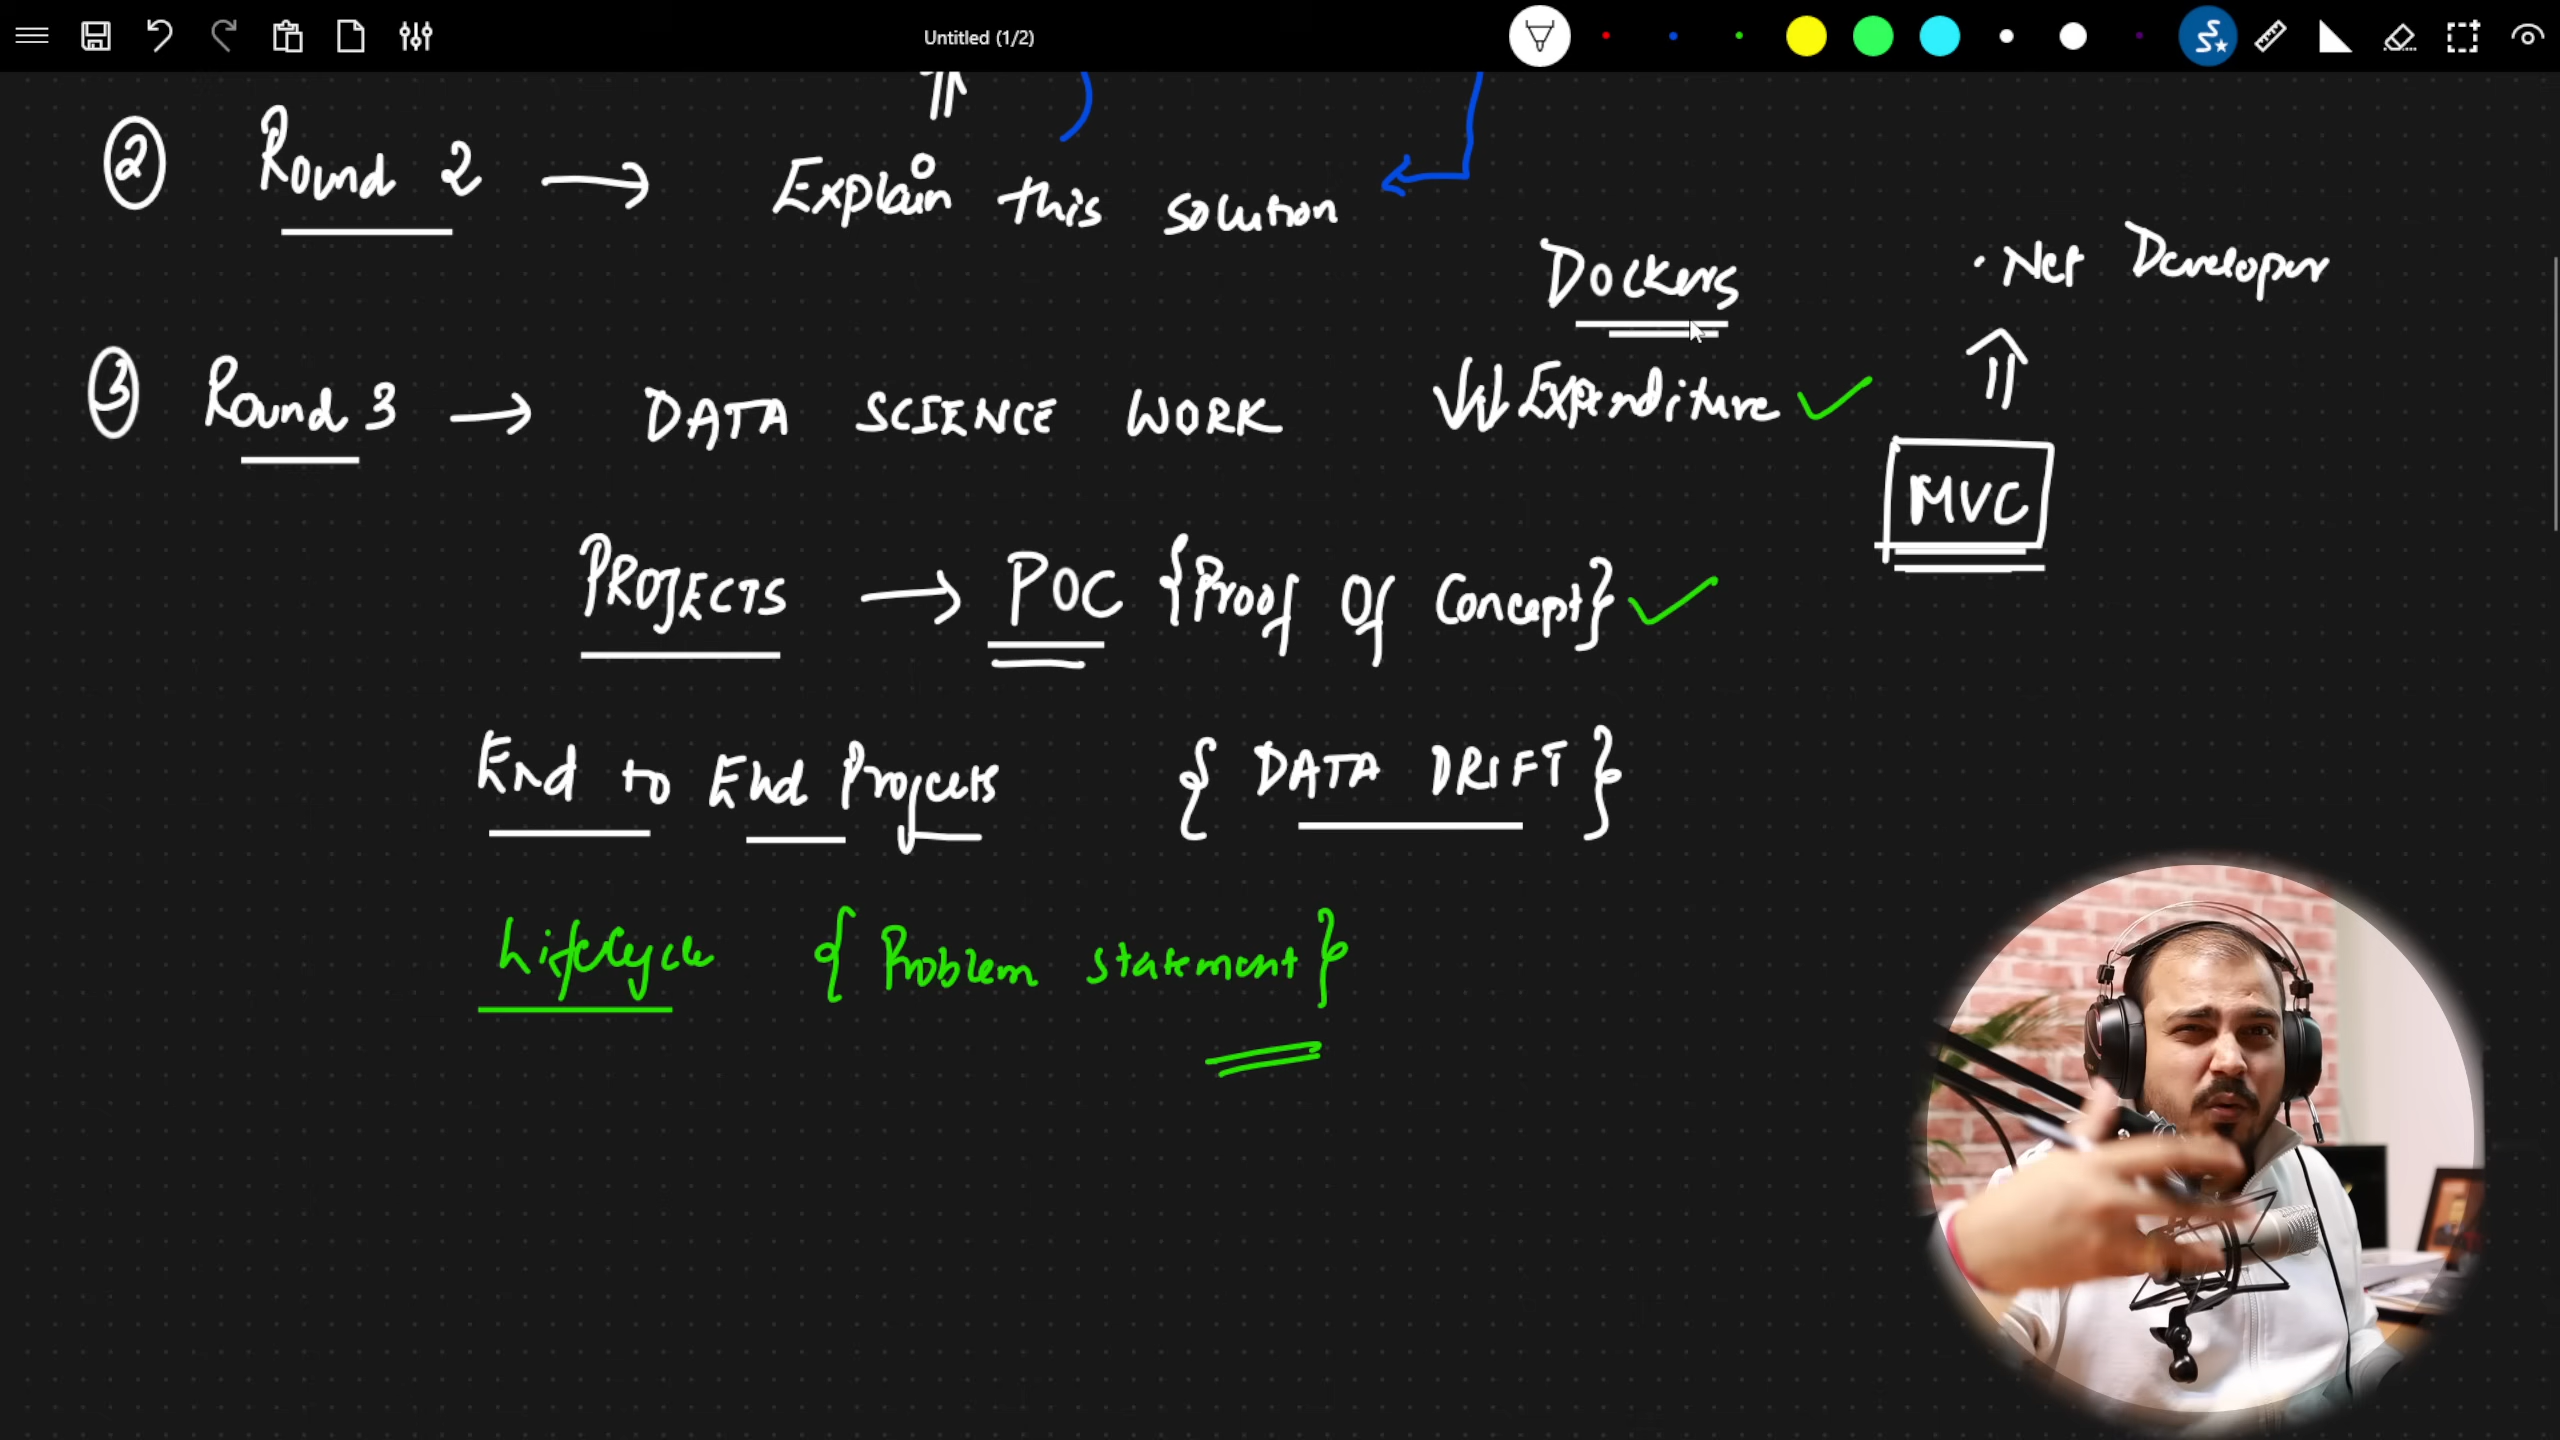 Untitled (1/2)
② Round 2 → Explain this solution
Dockers
.Net Developer
③ Round 3 → DATA SCIENCE WORK
Expenditure ✓
MVC
PROJECTS → POC {Proof Of Concept} ✓
End to End Projects { DATA DRIFT }
Lifecycle { Problem statement }